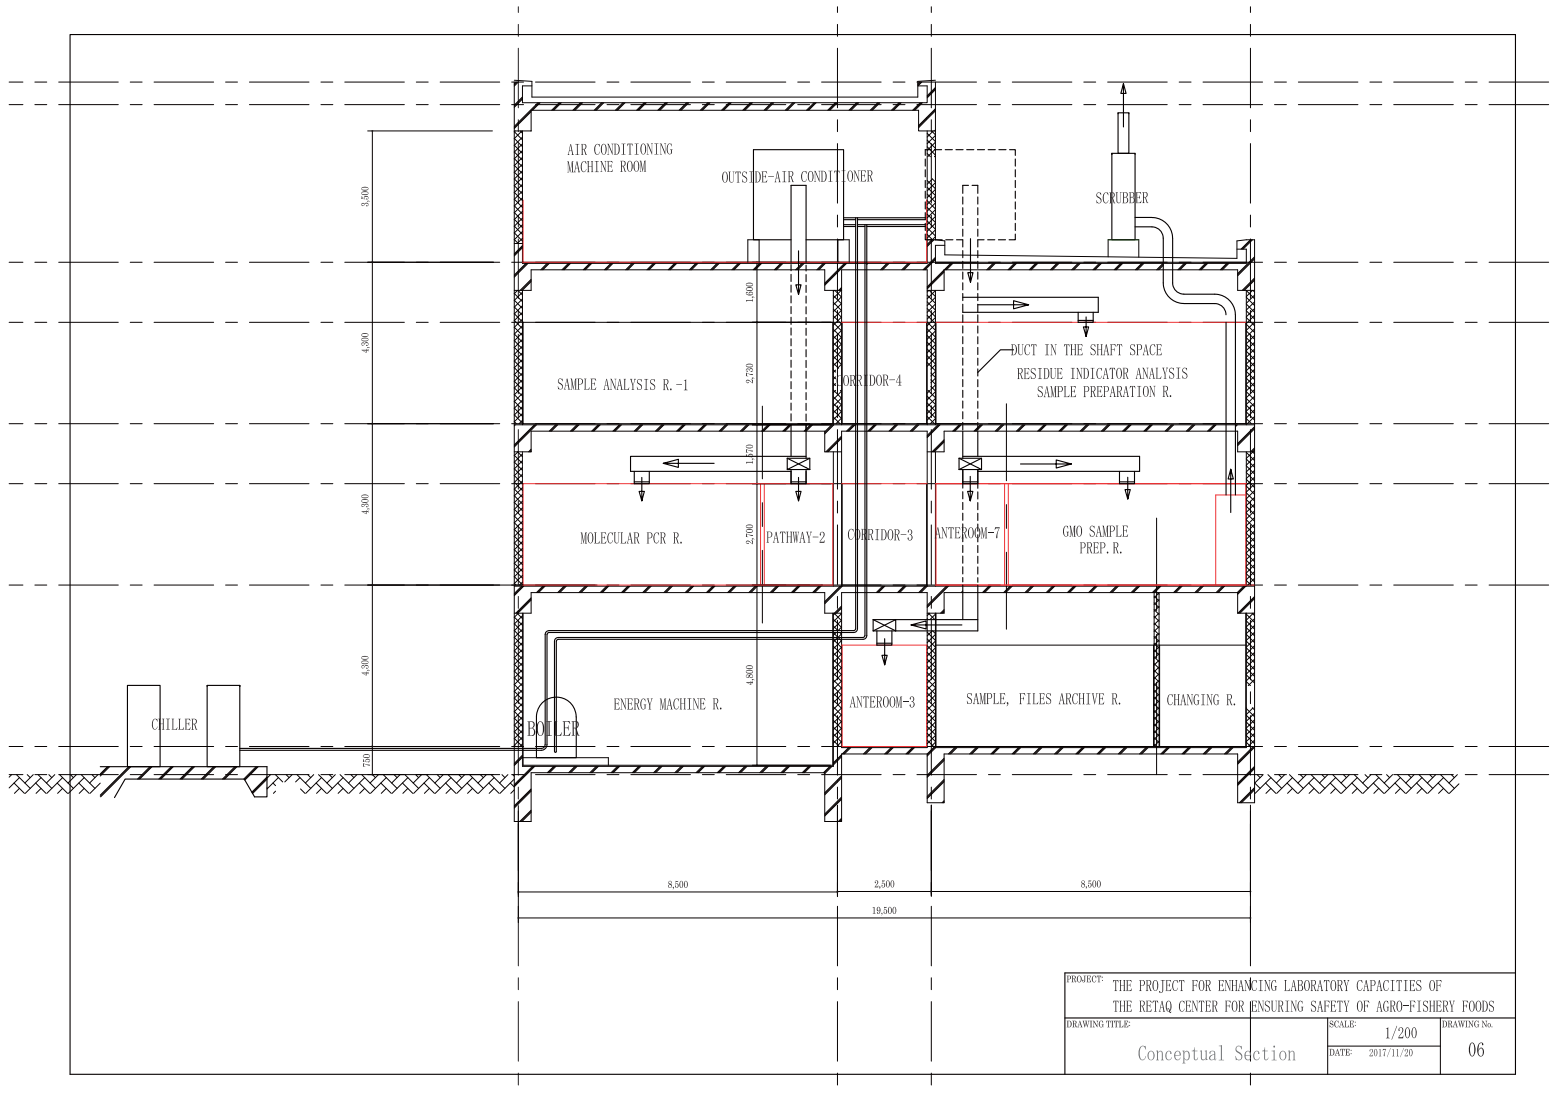 AIR CONDITIONING
MACHINE ROOM
OUTSIDE-AIR CONDITIONER
SCRUBBER
3,500
1,600
4,300
DUCT IN THE SHAFT SPACE
SAMPLE ANALYSIS R.-1
2,730
CORRIDOR-4
RESIDUE INDICATOR ANALYSIS
SAMPLE PREPARATION R.
1,570
4,300
MOLECULAR PCR R.
2,700
PATHWAY-2
CORRIDOR-3
ANTEROOM-7
GMO SAMPLE
PREP.R.
4,300
4,800
ENERGY MACHINE R.
ANTEROOM-3
SAMPLE, FILES ARCHIVE R.
CHANGING R.
CHILLER
BOILER
750
8,500
2,500
8,500
19,500
PROJECT:
THE PROJECT FOR ENHANCING LABORATORY CAPACITIES OF
THE RETAQ CENTER FOR ENSURING SAFETY OF AGRO-FISHERY FOODS
DRAWING TITLE:
Conceptual Section
SCALE:
1/200
DATE:
2017/11/20
DRAWING No.
06